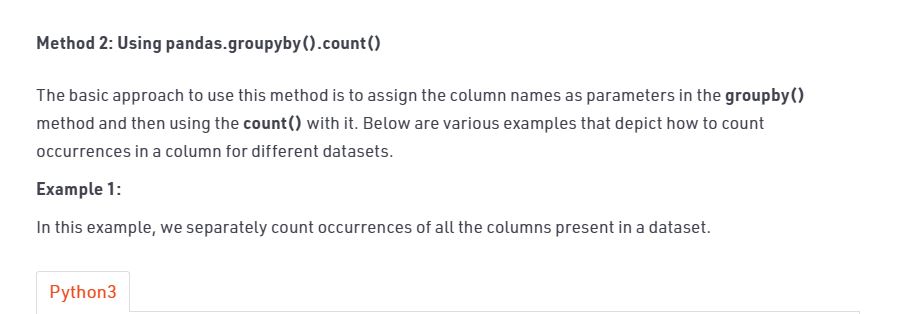 Method 2: Using pandas.groupyby().count()
The basic approach to use this method is to assign the column names as parameters in the groupby()
method and then using the count() with it. Below are various examples that depict how to count
occurrences in a column for different datasets.
Example 1:
In this example, we separately count occurrences of all the columns present in a dataset.
Python3